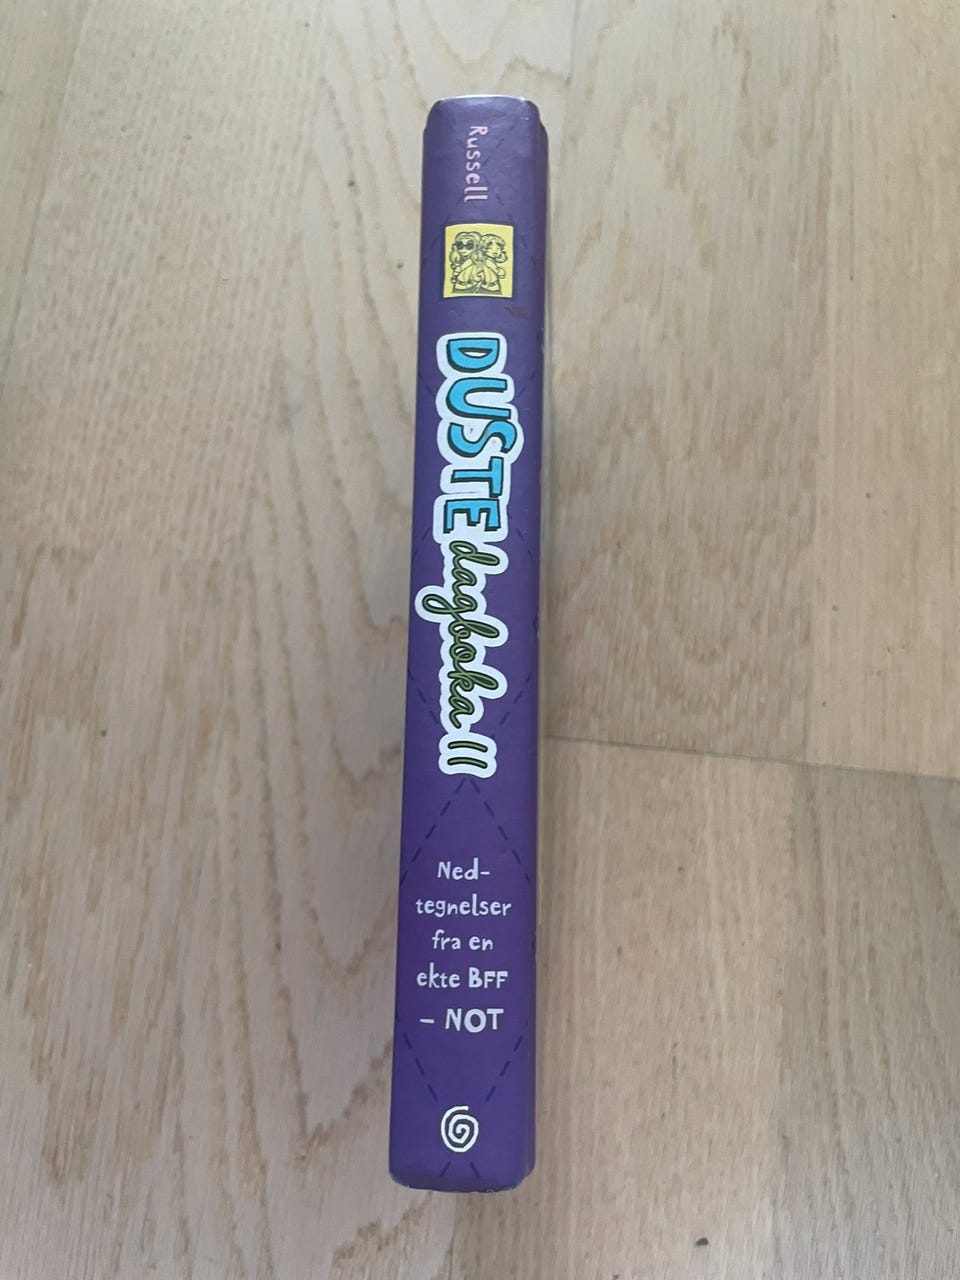 Russell
DUSTE dagboka 11
Ned-
tegnelser
fra en
ekte BFF
– NOT